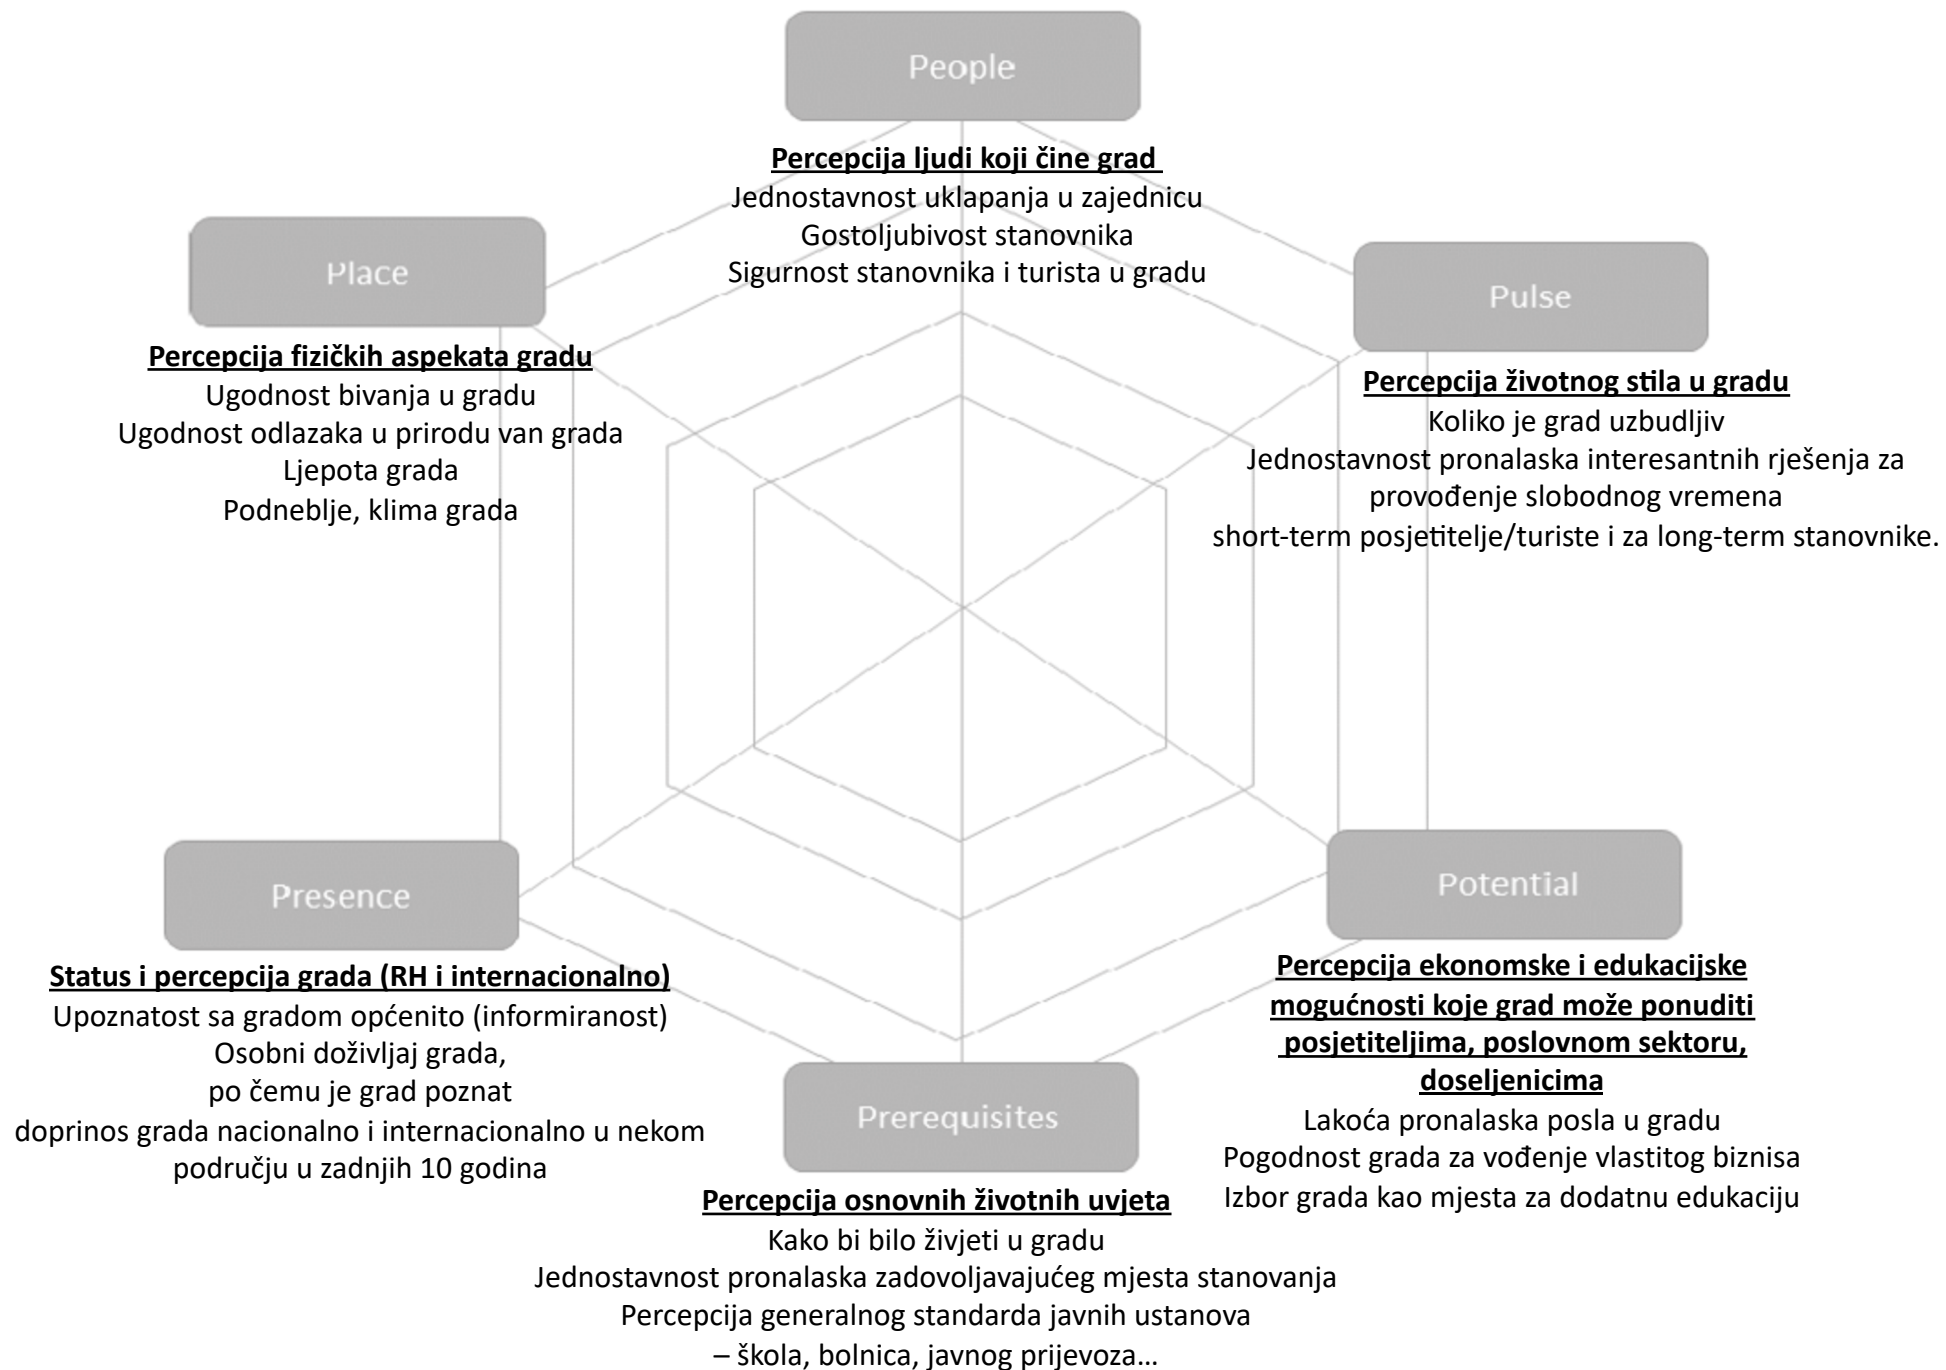 People
Percepcija ljudi koji čine grad
Jednostavnost uklapanja u zajednicu
Gostoljubivost stanovnika
Sigurnost stanovnika i turista u gradu
Place
Percepcija fizičkih aspekata gradu
Ugodnost bivanja u gradu
Ugodnost odlazaka u prirodu van grada
Ljepota grada
Podneblje, klima grada
Pulse
Percepcija životnog stila u gradu
Koliko je grad uzbudljiv
Jednostavnost pronalaska interesantnih rješenja za
provođenje slobodnog vremena
short-term posjetitelje/turiste i za long-term stanovnike.
Presence
Status i percepcija grada (RH i internacionalno)
Upoznatost sa gradom općenito (informiranost)
Osobni doživljaj grada,
po čemu je grad poznat
doprinos grada nacionalno i internacionalno u nekom
području u zadnjih 10 godina
Potential
Percepcija ekonomske i edukacijske
mogućnosti koje grad može ponuditi
posjetiteljima, poslovnom sektoru,
doseljenicima
Lakoća pronalaska posla u gradu
Pogodnost grada za vođenje vlastitog biznisa
Izbor grada kao mjesta za dodatnu edukaciju
Prerequisites
Percepcija osnovnih životnih uvjeta
Kako bi bilo živjeti u gradu
Jednostavnost pronalaska zadovoljavajućeg mjesta stanovanja
Percepcija generalnog standarda javnih ustanova
– škola, bolnica, javnog prijevoza…